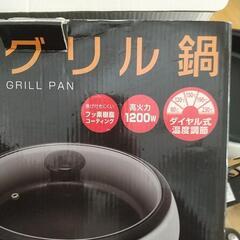 グリル鍋
GRILL PAN
焦げ付きにくい
フッ素樹脂
コーティング
高火力
1200W
ダイヤル式
温度調節